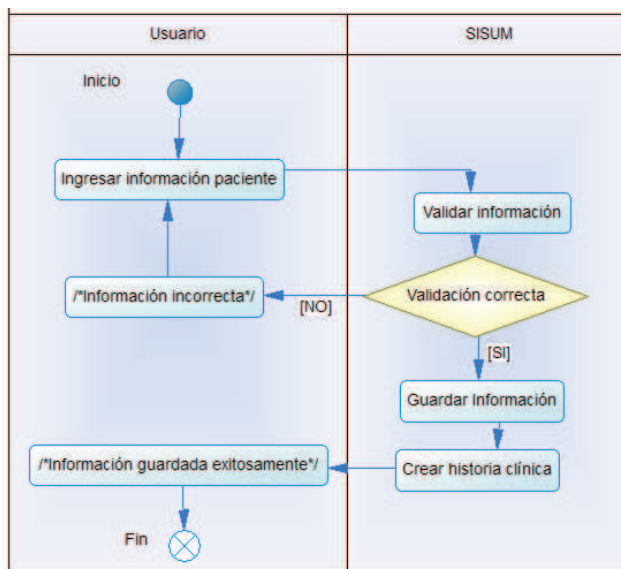 Usuario
SISUM
Inicio
Ingresar información paciente
Validar información
/*Información incorrecta*/
[NO]
Validación correcta
[SI]
Guardar Información
/*Información guardada exitosamente*/
Crear historia clínica
Fin